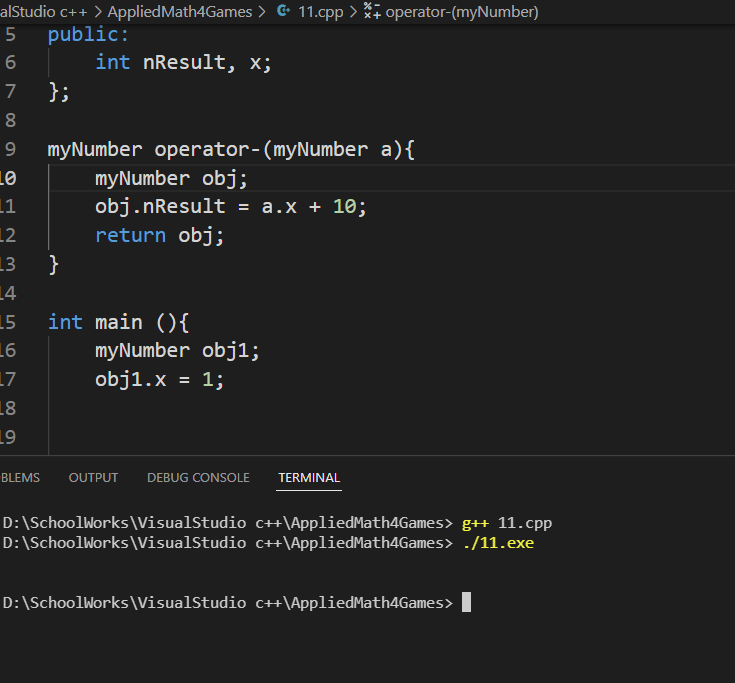 alStudio c++ > AppliedMath4Games > 11.cpp > operator-(myNumber)
5 public:
6 int nResult, x;
7 };
8
9 myNumber operator-(myNumber a){
10 myNumber obj;
11 obj.nResult = a.x + 10;
12 return obj;
13 }
14
15 int main (){
16 myNumber obj1;
17 obj1.x = 1;
18
19
BLEMS OUTPUT DEBUG CONSOLE TERMINAL
D:\SchoolWorks\VisualStudio c++\AppliedMath4Games> g++ 11.cpp
D:\SchoolWorks\VisualStudio c++\AppliedMath4Games> ./11.exe
D:\SchoolWorks\VisualStudio c++\AppliedMath4Games>